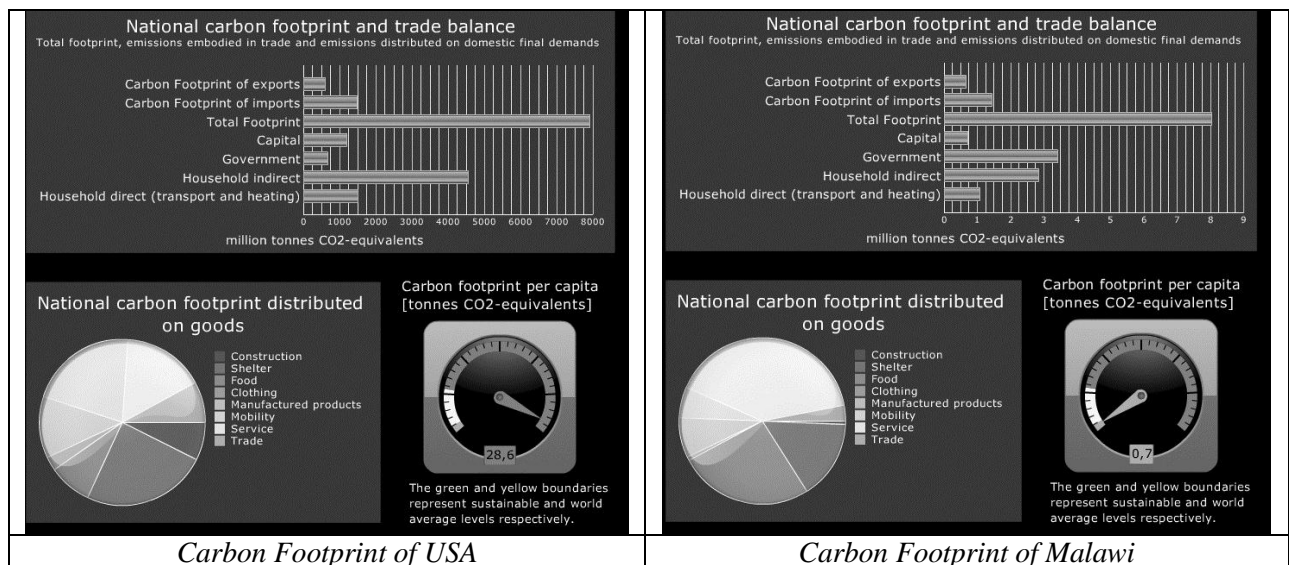 National carbon footprint and trade balance
Total footprint, emissions embodied in trade and emissions distributed on domestic final demands
Carbon Footprint of exports
Carbon Footprint of imports
Total Footprint
Capital
Government
Household indirect
Household direct (transport and heating)
0 1000 2000 3000 4000 5000 6000 7000 8000
million tonnes CO2-equivalents
National carbon footprint distributed
on goods
Construction
Shelter
Food
Clothing
Manufactured products
Mobility
Service
Trade
Carbon footprint per capita
[tonnes CO2-equivalents]
28,6
The green and yellow boundaries
represent sustainable and world
average levels respectively.
Carbon Footprint of USA
National carbon footprint and trade balance
Total footprint, emissions embodied in trade and emissions distributed on domestic final demands
Carbon Footprint of exports
Carbon Footprint of imports
Total Footprint
Capital
Government
Household indirect
Household direct (transport and heating)
0 1 2 3 4 5 6 7 8 9
million tonnes CO2-equivalents
National carbon footprint distributed
on goods
Construction
Shelter
Food
Clothing
Manufactured products
Mobility
Service
Trade
Carbon footprint per capita
[tonnes CO2-equivalents]
0,7
The green and yellow boundaries
represent sustainable and world
average levels respectively.
Carbon Footprint of Malawi